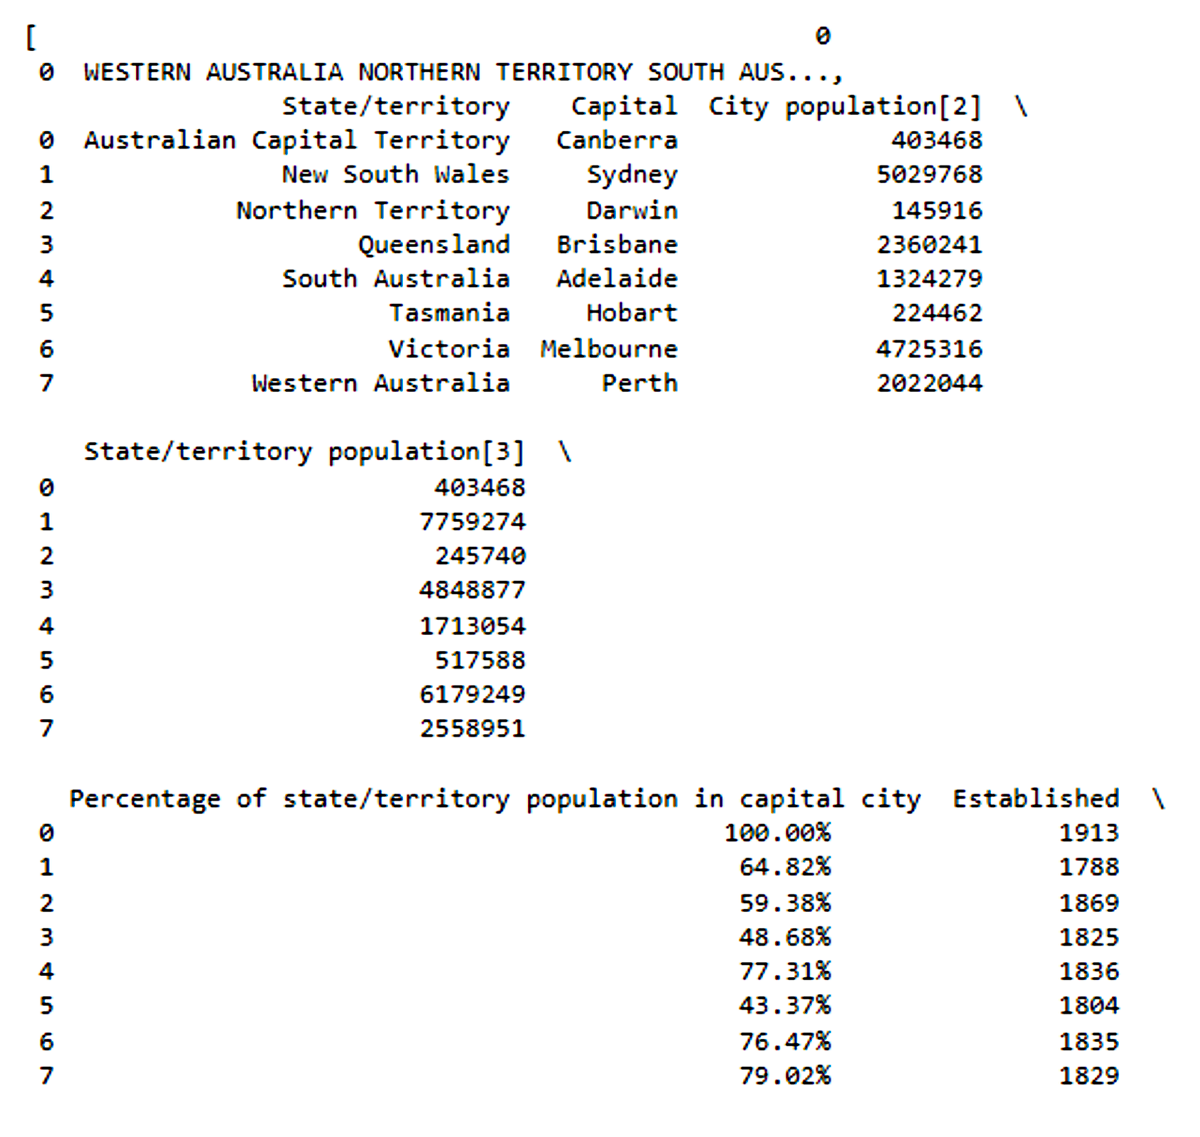 [ 0
0 WESTERN AUSTRALIA NORTHERN TERRITORY SOUTH AUS...,
State/territory Capital City population[2] \
0 Australian Capital Territory Canberra 403468
1 New South Wales Sydney 5029768
2 Northern Territory Darwin 145916
3 Queensland Brisbane 2360241
4 South Australia Adelaide 1324279
5 Tasmania Hobart 224462
6 Victoria Melbourne 4725316
7 Western Australia Perth 2022044
State/territory population[3] \
0 403468
1 7759274
2 245740
3 4848877
4 1713054
5 517588
6 6179249
7 2558951
Percentage of state/territory population in capital city Established \
0 100.00% 1913
1 64.82% 1788
2 59.38% 1869
3 48.68% 1825
4 77.31% 1836
5 43.37% 1804
6 76.47% 1835
7 79.02% 1829